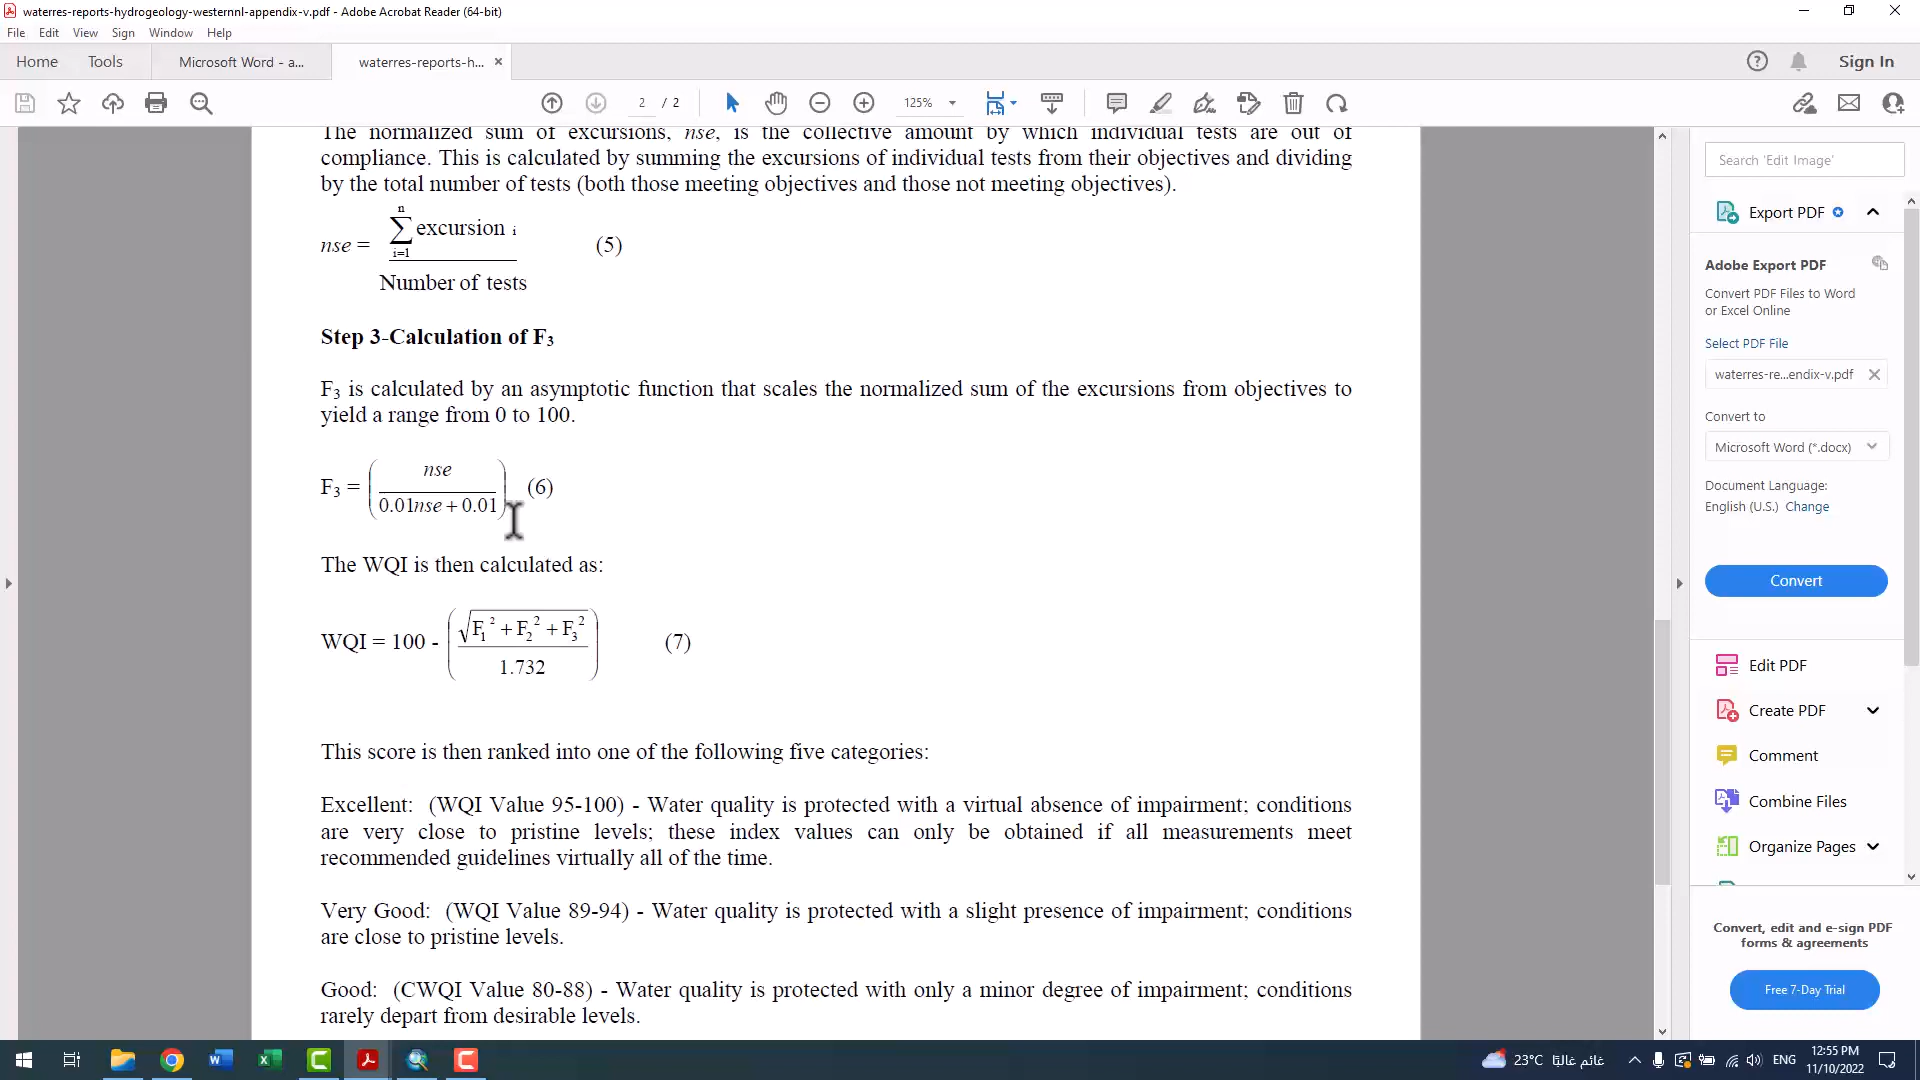 waterres-reports-hydrogeology-westernnl-appendix-v.pdf - Adobe Acrobat Reader (64-bit)
File Edit View Sign Window Help
Home Tools Microsoft Word - a... waterres-reports-h... Sign In
2 / 2 125%
The normalized sum of excursions, nse, is the collective amount by which individual tests are out of
compliance. This is calculated by summing the excursions of individual tests from their objectives and dividing
by the total number of tests (both those meeting objectives and those not meeting objectives).
n
nse = ∑ excursion i (5)
i=1
Number of tests
Step 3-Calculation of F3
F3 is calculated by an asymptotic function that scales the normalized sum of the excursions from objectives to
yield a range from 0 to 100.
nse
F3 = ( ) (6)
0.01nse + 0.01
The WQI is then calculated as:
√F1² + F2² + F3²
WQI = 100 - ( ) (7)
1.732
This score is then ranked into one of the following five categories:
Excellent: (WQI Value 95-100) - Water quality is protected with a virtual absence of impairment; conditions
are very close to pristine levels; these index values can only be obtained if all measurements meet
recommended guidelines virtually all of the time.
Very Good: (WQI Value 89-94) - Water quality is protected with a slight presence of impairment; conditions
are close to pristine levels.
Good: (CWQI Value 80-88) - Water quality is protected with only a minor degree of impairment; conditions
rarely depart from desirable levels.
Search 'Edit Image'
Export PDF
Adobe Export PDF
Convert PDF Files to Word
or Excel Online
Select PDF File
waterres-re...endix-v.pdf
Convert to
Microsoft Word (*.docx)
Document Language:
English (U.S.) Change
Convert
Edit PDF
Create PDF
Comment
Combine Files
Organize Pages
Convert, edit and e-sign PDF
forms & agreements
Free 7-Day Trial
23°C غائم غالبًا ENG
12:55 PM
11/10/2022